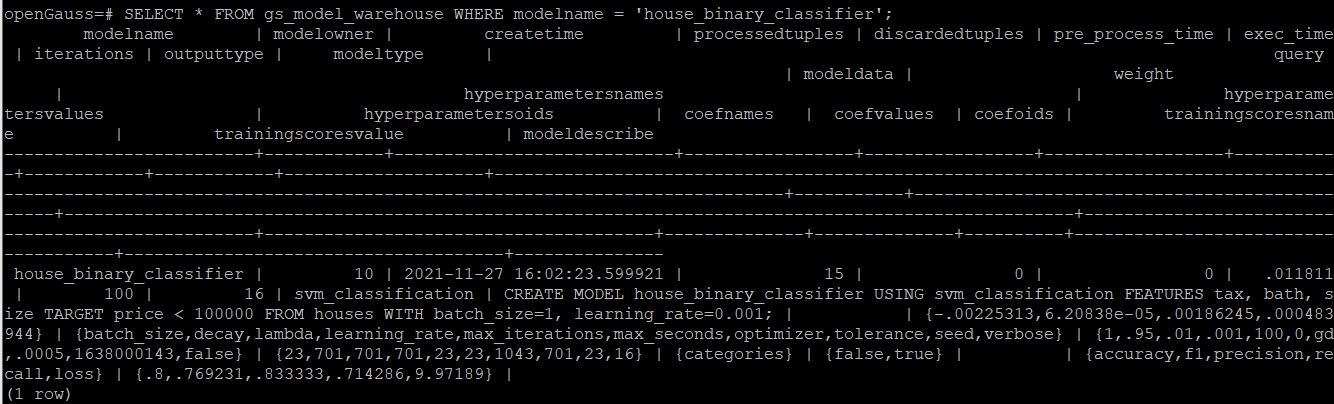 openGauss=# SELECT * FROM gs_model_warehouse WHERE modelname = 'house_binary_classifier';
        modelname        | modelowner |         createtime         | processedtuples | discardedtuples | pre_process_time | exec_time
 | iterations | outputtype |     modeltype      |                                                                              query
                                                                              | modeldata |                    weight
     |                                        hyperparametersnames                                         |              hyperparame
tersvalues               |          hyperparametersoids          |  coefnames   |  coefvalues  | coefoids |         trainingscoresnam
e          |         trainingscoresvalue          | modeldescribe
-------------------------+------------+----------------------------+-----------------+-----------------+------------------+----------
-+------------+------------+--------------------+------------------------------------------------------------------------------------
------------------------------------------------------------------------------+-----------+------------------------------------------
-----+-----------------------------------------------------------------------------------------------------+-------------------------
-------------------------+---------------------------------------+--------------+--------------+----------+--------------------------
-----------+--------------------------------------+---------------
 house_binary_classifier |         10 | 2021-11-27 16:02:23.599921 |              15 |               0 |                0 |   .011811
 |        100 |         16 | svm_classification | CREATE MODEL house_binary_classifier USING svm_classification FEATURES tax, bath, s
ize TARGET price < 100000 FROM houses WITH batch_size=1, learning_rate=0.001; |           | {-.00225313,6.20838e-05,.00186245,.000483
944} | {batch_size,decay,lambda,learning_rate,max_iterations,max_seconds,optimizer,tolerance,seed,verbose} | {1,.95,.01,.001,100,0,gd
,.0005,1638000143,false} | {23,701,701,701,23,23,1043,701,23,16} | {categories} | {false,true} |          | {accuracy,f1,precision,re
call,loss} | {.8,.769231,.833333,.714286,9.97189} |
(1 row)